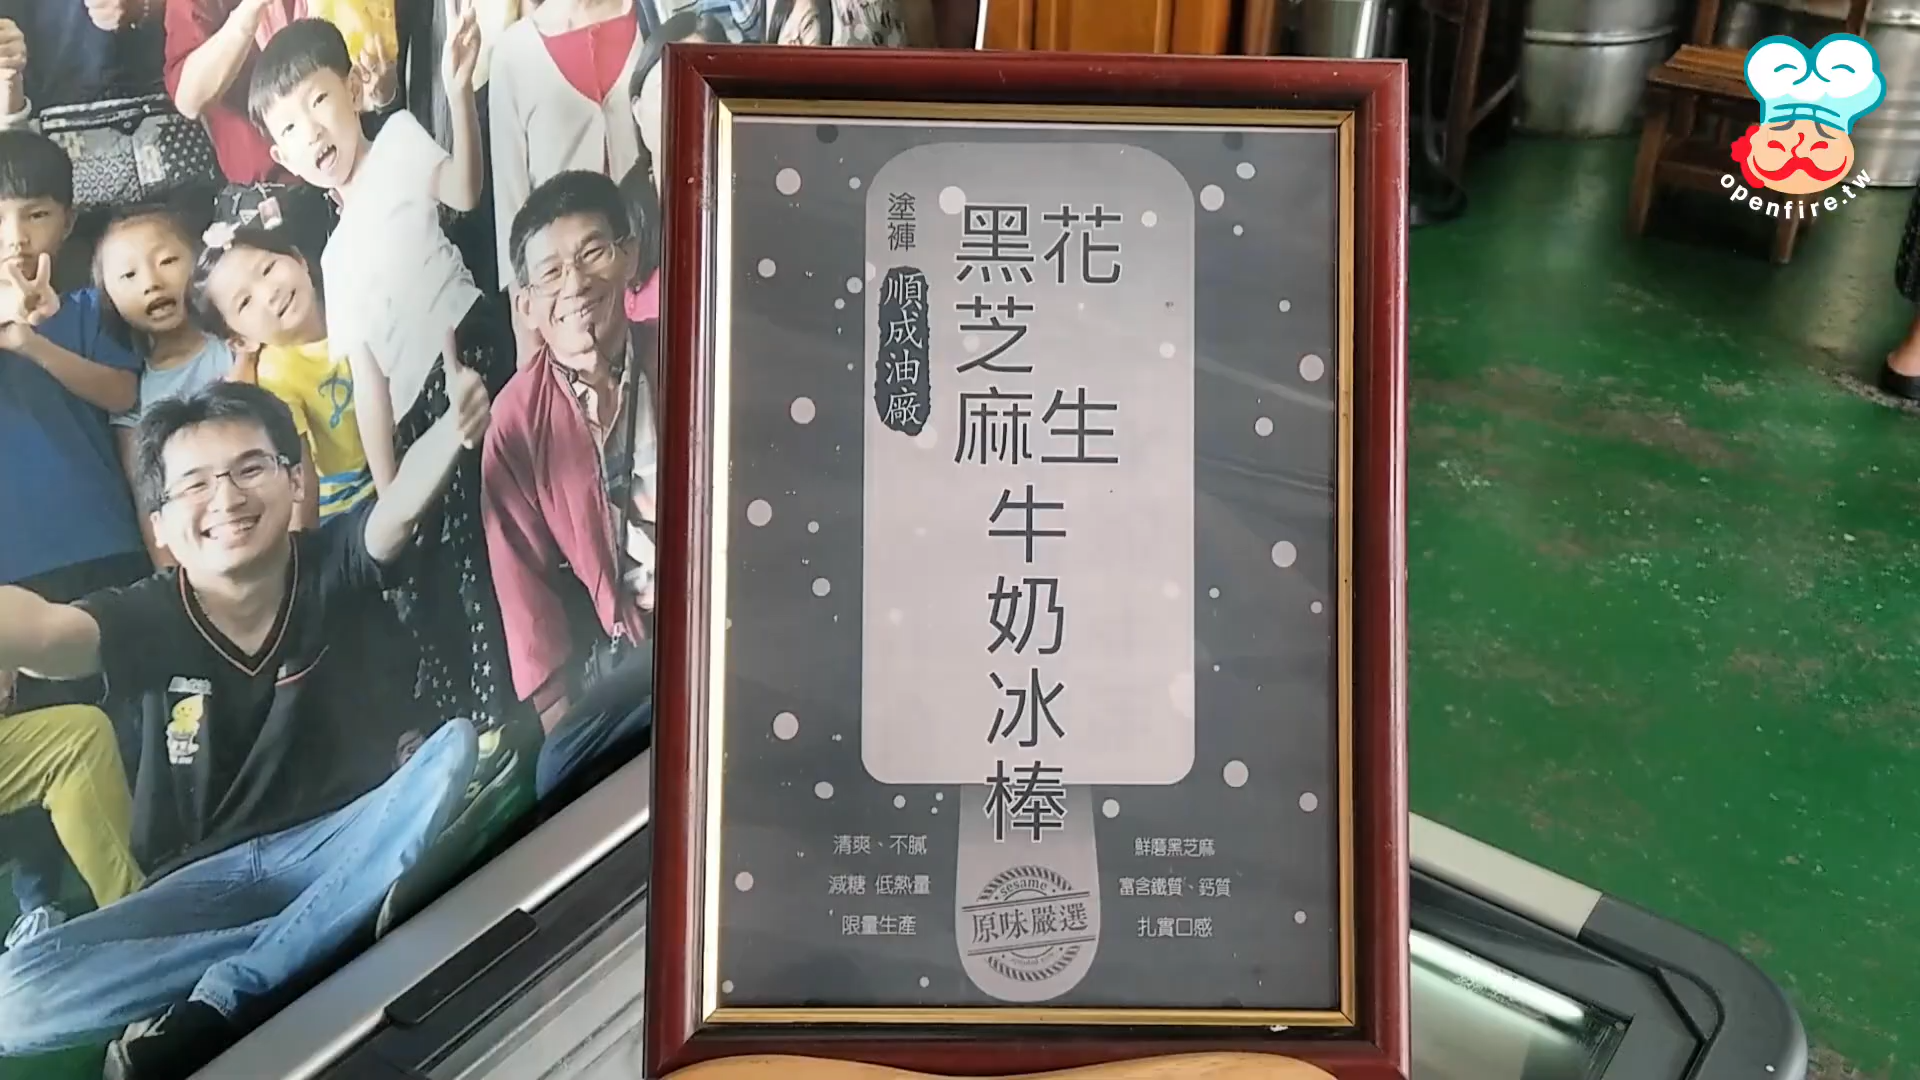 塗褲
順成油廠
花生
黑芝麻
牛奶冰棒
清爽、不膩
減糖 低熱量
限量生產
鮮磨黑芝麻
富含鐵質、鈣質
扎實口感
sesame
原味嚴選
openfire.tw